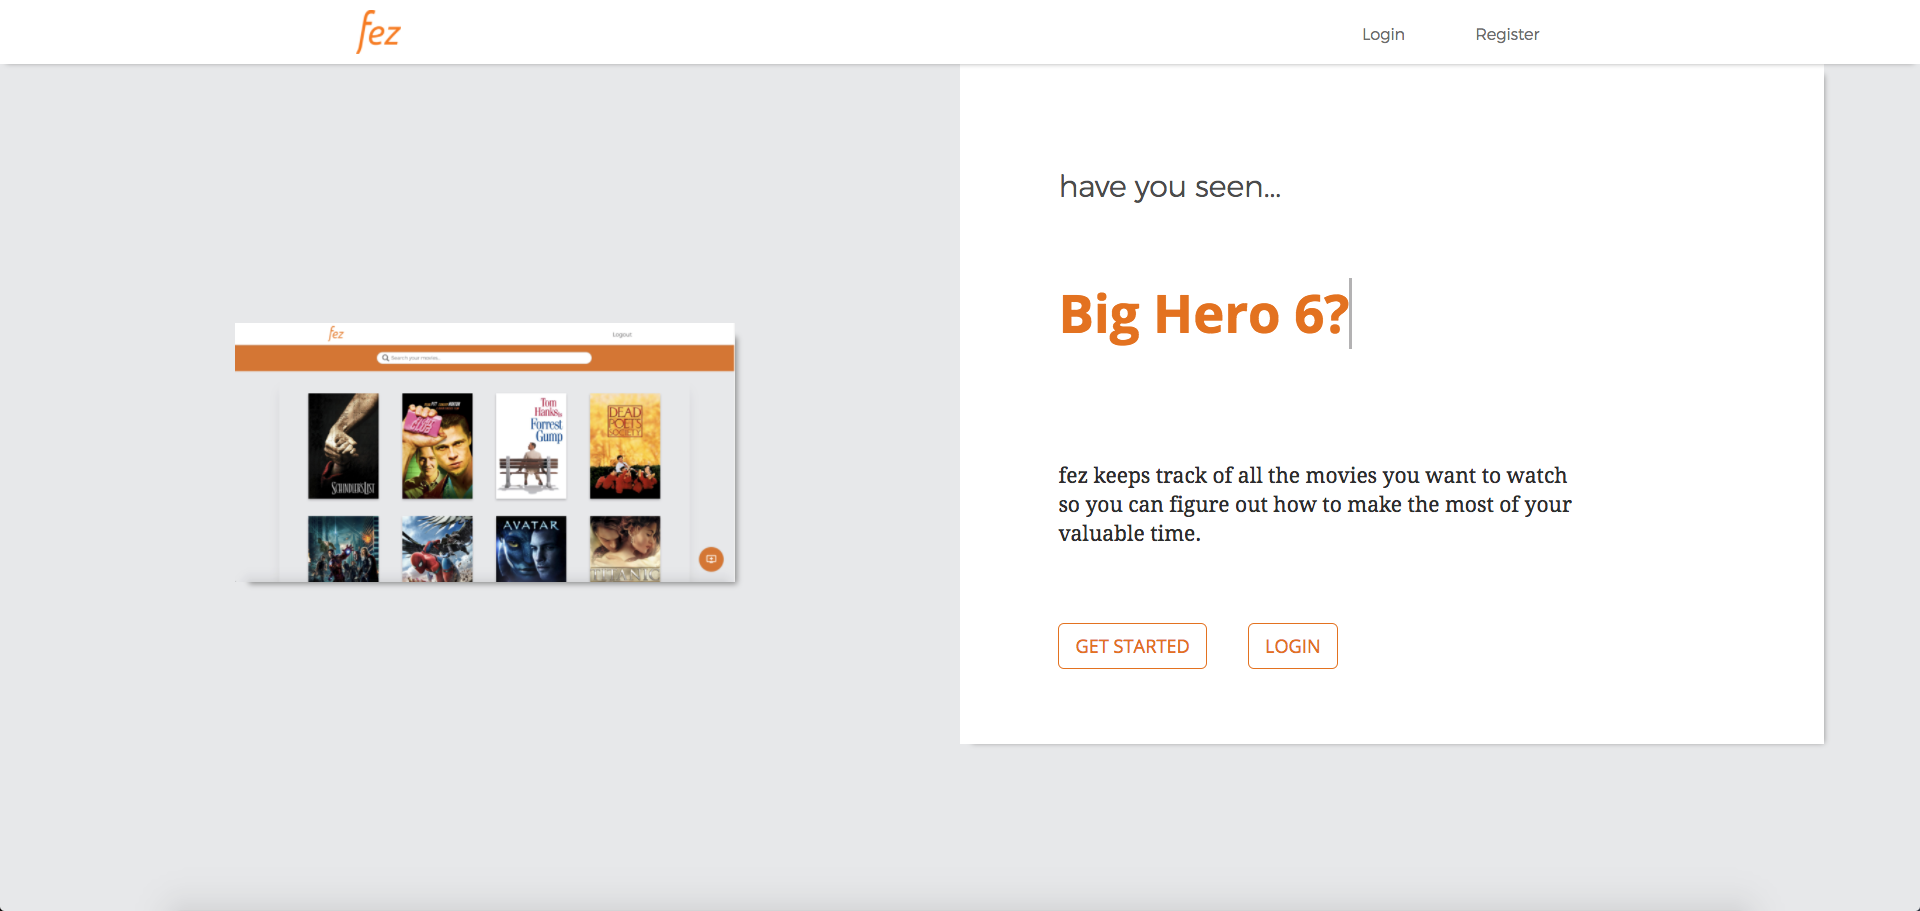 fez
Login
Register
have you seen...
Big Hero 6?
fez keeps track of all the movies you want to watch
so you can figure out how to make the most of your
valuable time.
GET STARTED
LOGIN
fez
Logout
Search your movies...
SCHINDLER'S LIST
CLUB
Tom
Hanks is
Forrest
Gump
DEAD
POETS
SOCIETY
AVATAR